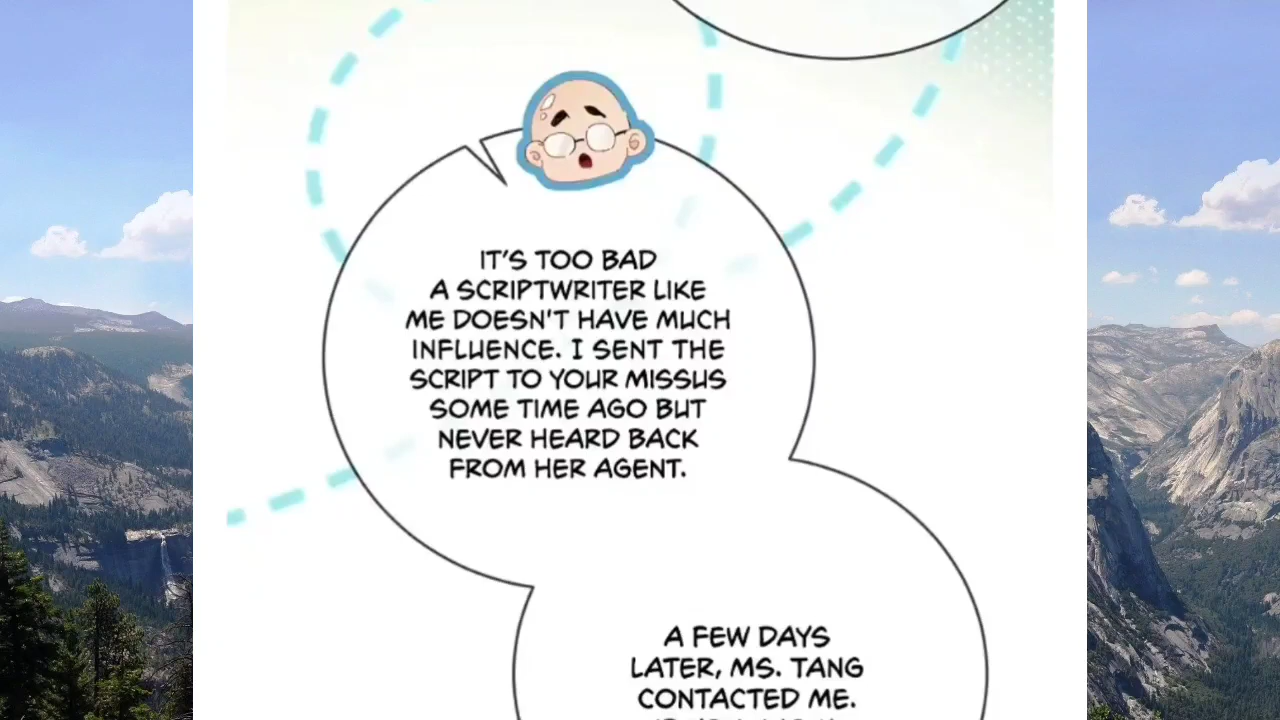 IT'S TOO BAD
A SCRIPTWRITER LIKE
ME DOESN'T HAVE MUCH
INFLUENCE. I SENT THE
SCRIPT TO YOUR MISSUS
SOME TIME AGO BUT
NEVER HEARD BACK
FROM HER AGENT.
A FEW DAYS
LATER, MS. TANG
CONTACTED ME.